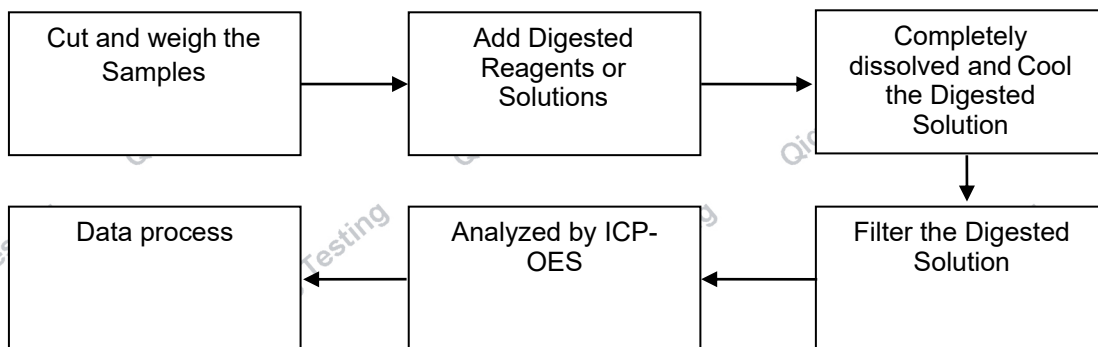 Cut and weigh the
Samples
Add Digested
Reagents or
Solutions
Completely
dissolved and Cool
the Digested
Solution
Filter the Digested
Solution
Analyzed by ICP-
OES
Data process
Testing